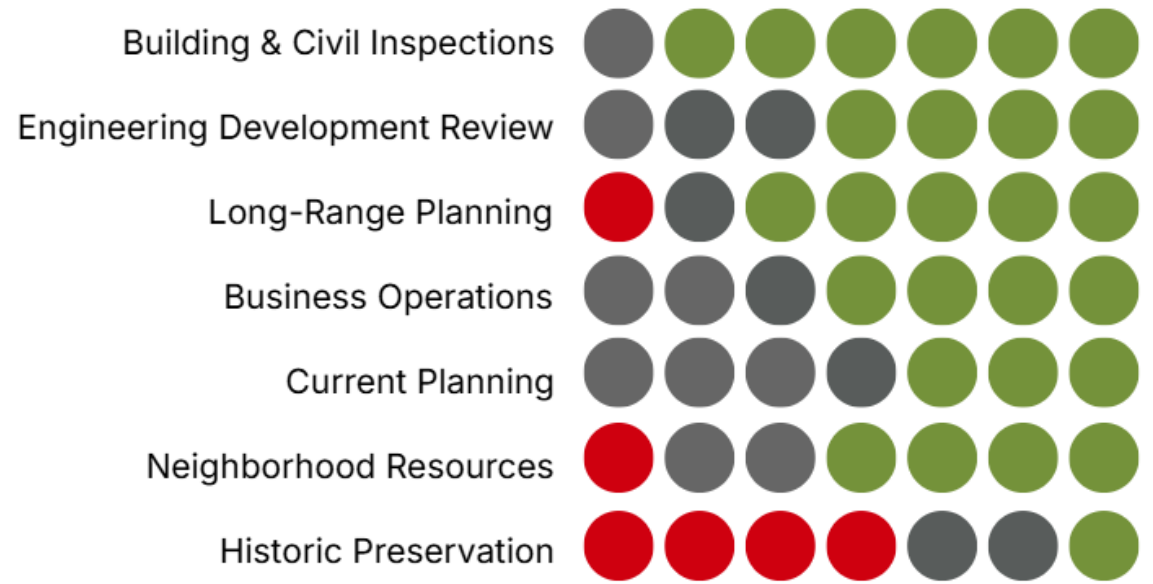 Building & Civil Inspections
Engineering Development Review
Long-Range Planning
Business Operations
Current Planning
Neighborhood Resources
Historic Preservation